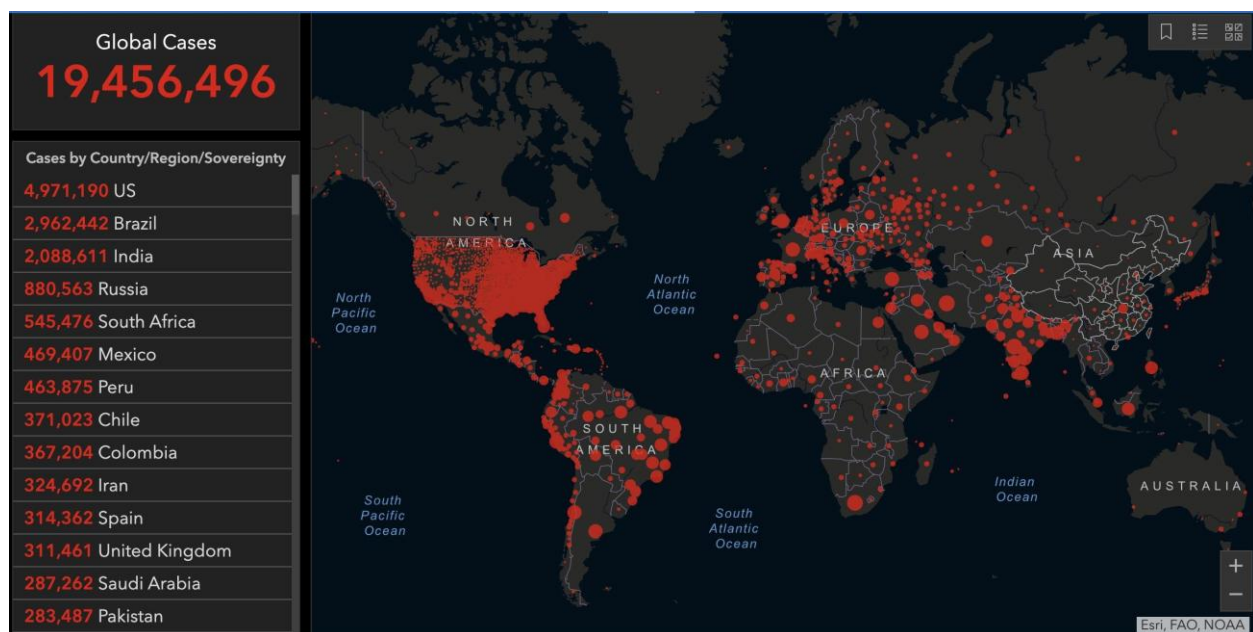 Global Cases
19,456,496
Cases by Country/Region/Sovereignty
4,971,190 US
2,962,442 Brazil
2,088,611 India
880,563 Russia
545,476 South Africa
469,407 Mexico
463,875 Peru
371,023 Chile
367,204 Colombia
324,692 Iran
314,362 Spain
311,461 United Kingdom
287,262 Saudi Arabia
283,487 Pakistan
NORTH
AMERICA
EUROPE
ASIA
North
Pacific
Ocean
North
Atlantic
Ocean
AFRICA
SOUTH
AMERICA
South
Pacific
Ocean
South
Atlantic
Ocean
Indian
Ocean
AUSTRALIA
+
−
Esri, FAO, NOAA